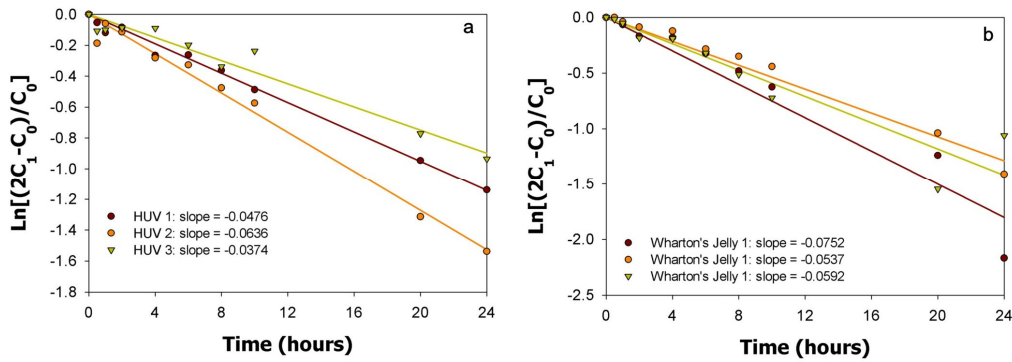 a
Ln[(2C1-C0)/C0]
0.0
-0.2
-0.4
-0.6
-0.8
-1.0
-1.2
-1.4
-1.6
-1.8
HUV 1: slope = -0.0476
HUV 2: slope = -0.0636
HUV 3: slope = -0.0374
0 4 8 12 16 20 24
Time (hours)
b
Ln[(2C1-C0)/C0]
0.0
-0.5
-1.0
-1.5
-2.0
-2.5
Wharton's Jelly 1: slope = -0.0752
Wharton's Jelly 1: slope = -0.0537
Wharton's Jelly 1: slope = -0.0592
0 4 8 12 16 20 24
Time (hours)